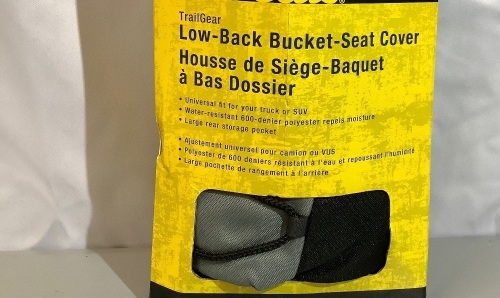 TrailGear
Low-Back Bucket-Seat Cover
Housse de Siège-Baquet
à Bas Dossier
• Universal fit for your truck or SUV
• Water-resistant 600-denier polyester repels moisture
• Large rear storage pocket
• Ajustement universel pour camion ou VUS
• Polyester de 600 deniers résistant à l'eau et repoussant l'humidité
• Large pochette de rangement à l'arrière